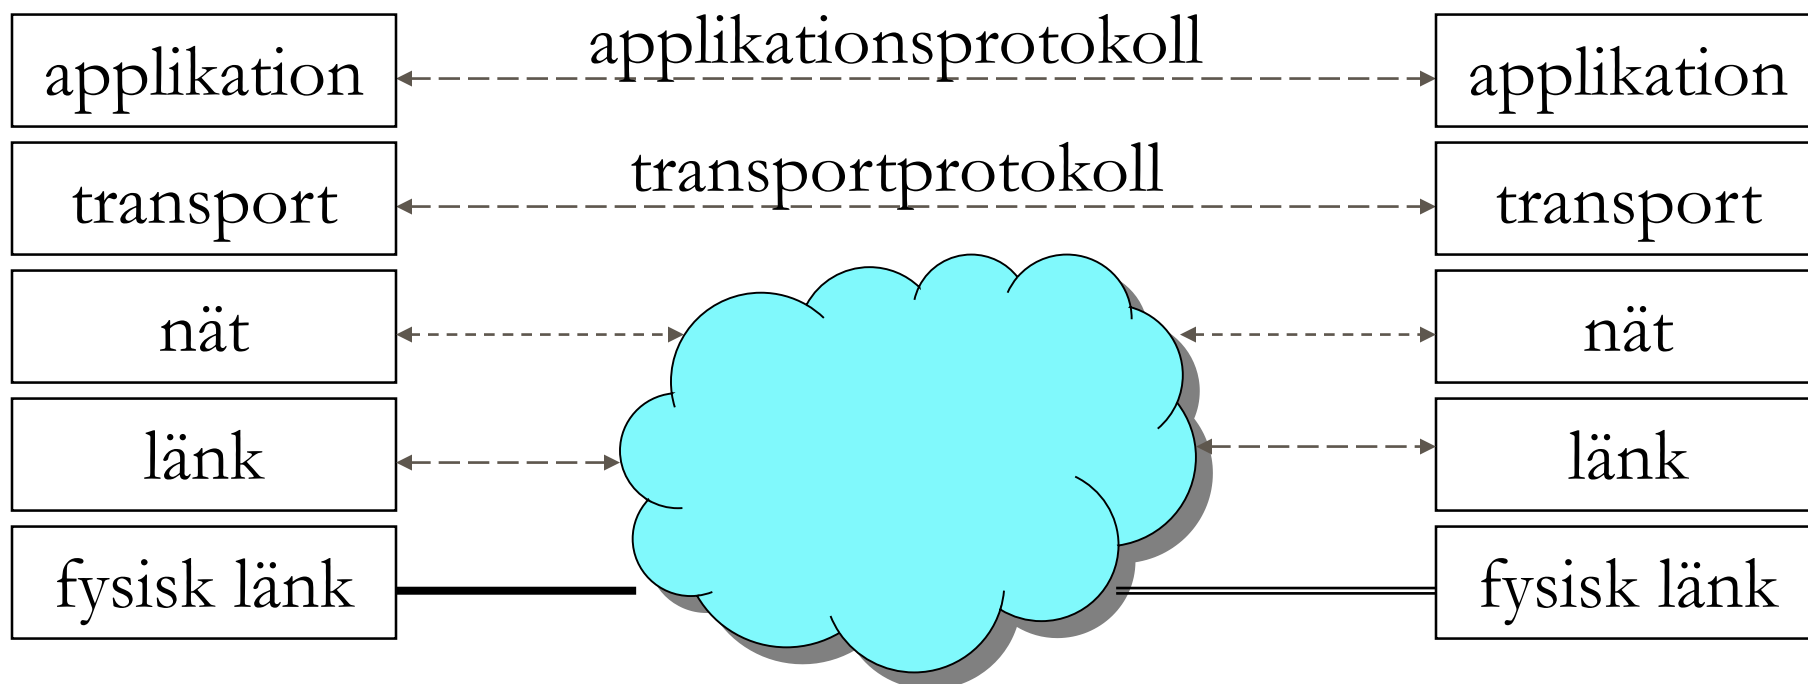 applikation
applikationsprotokoll
applikation
transport
transportprotokoll
transport
nät
nät
länk
länk
fysisk länk
fysisk länk